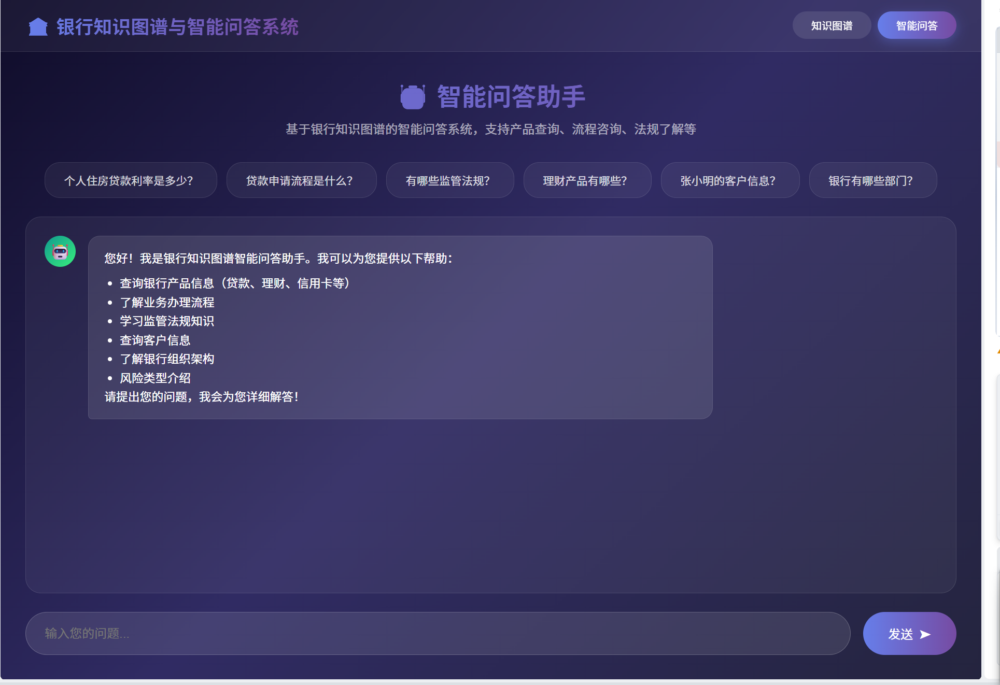 银行知识图谱与智能问答系统
知识图谱
智能问答
智能问答助手
基于银行知识图谱的智能问答系统，支持产品查询、流程咨询、法规了解等
个人住房贷款利率是多少？
贷款申请流程是什么？
有哪些监管法规？
理财产品有哪些？
张小明的客户信息？
银行有哪些部门？
您好！我是银行知识图谱智能问答助手。我可以为您提供以下帮助：
• 查询银行产品信息（贷款、理财、信用卡等）
• 了解业务办理流程
• 学习监管法规知识
• 查询客户信息
• 了解银行组织架构
• 风险类型介绍
请提出您的问题，我会为您详细解答！
输入您的问题...
发送 ➤